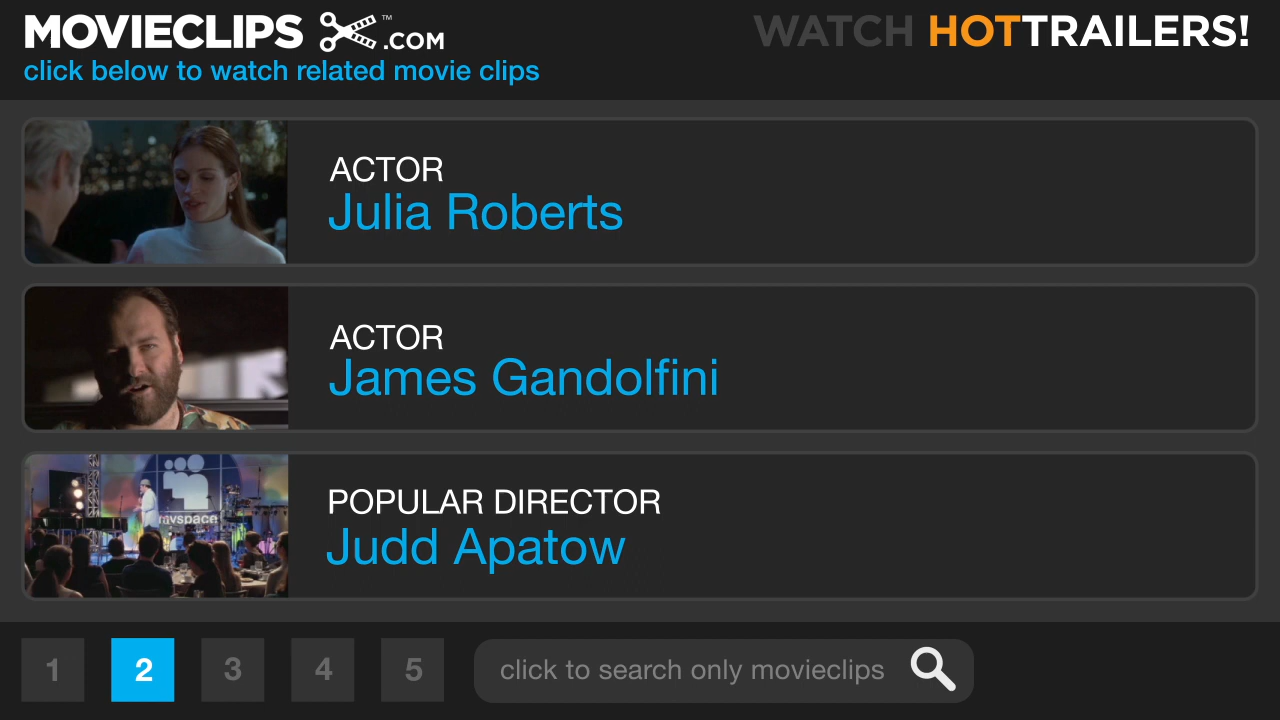 MOVIECLIPS ™ .COM
WATCH HOTTRAILERS!
click below to watch related movie clips
ACTOR
Julia Roberts
ACTOR
James Gandolfini
myspace
POPULAR DIRECTOR
Judd Apatow
1 2 3 4 5
click to search only movieclips